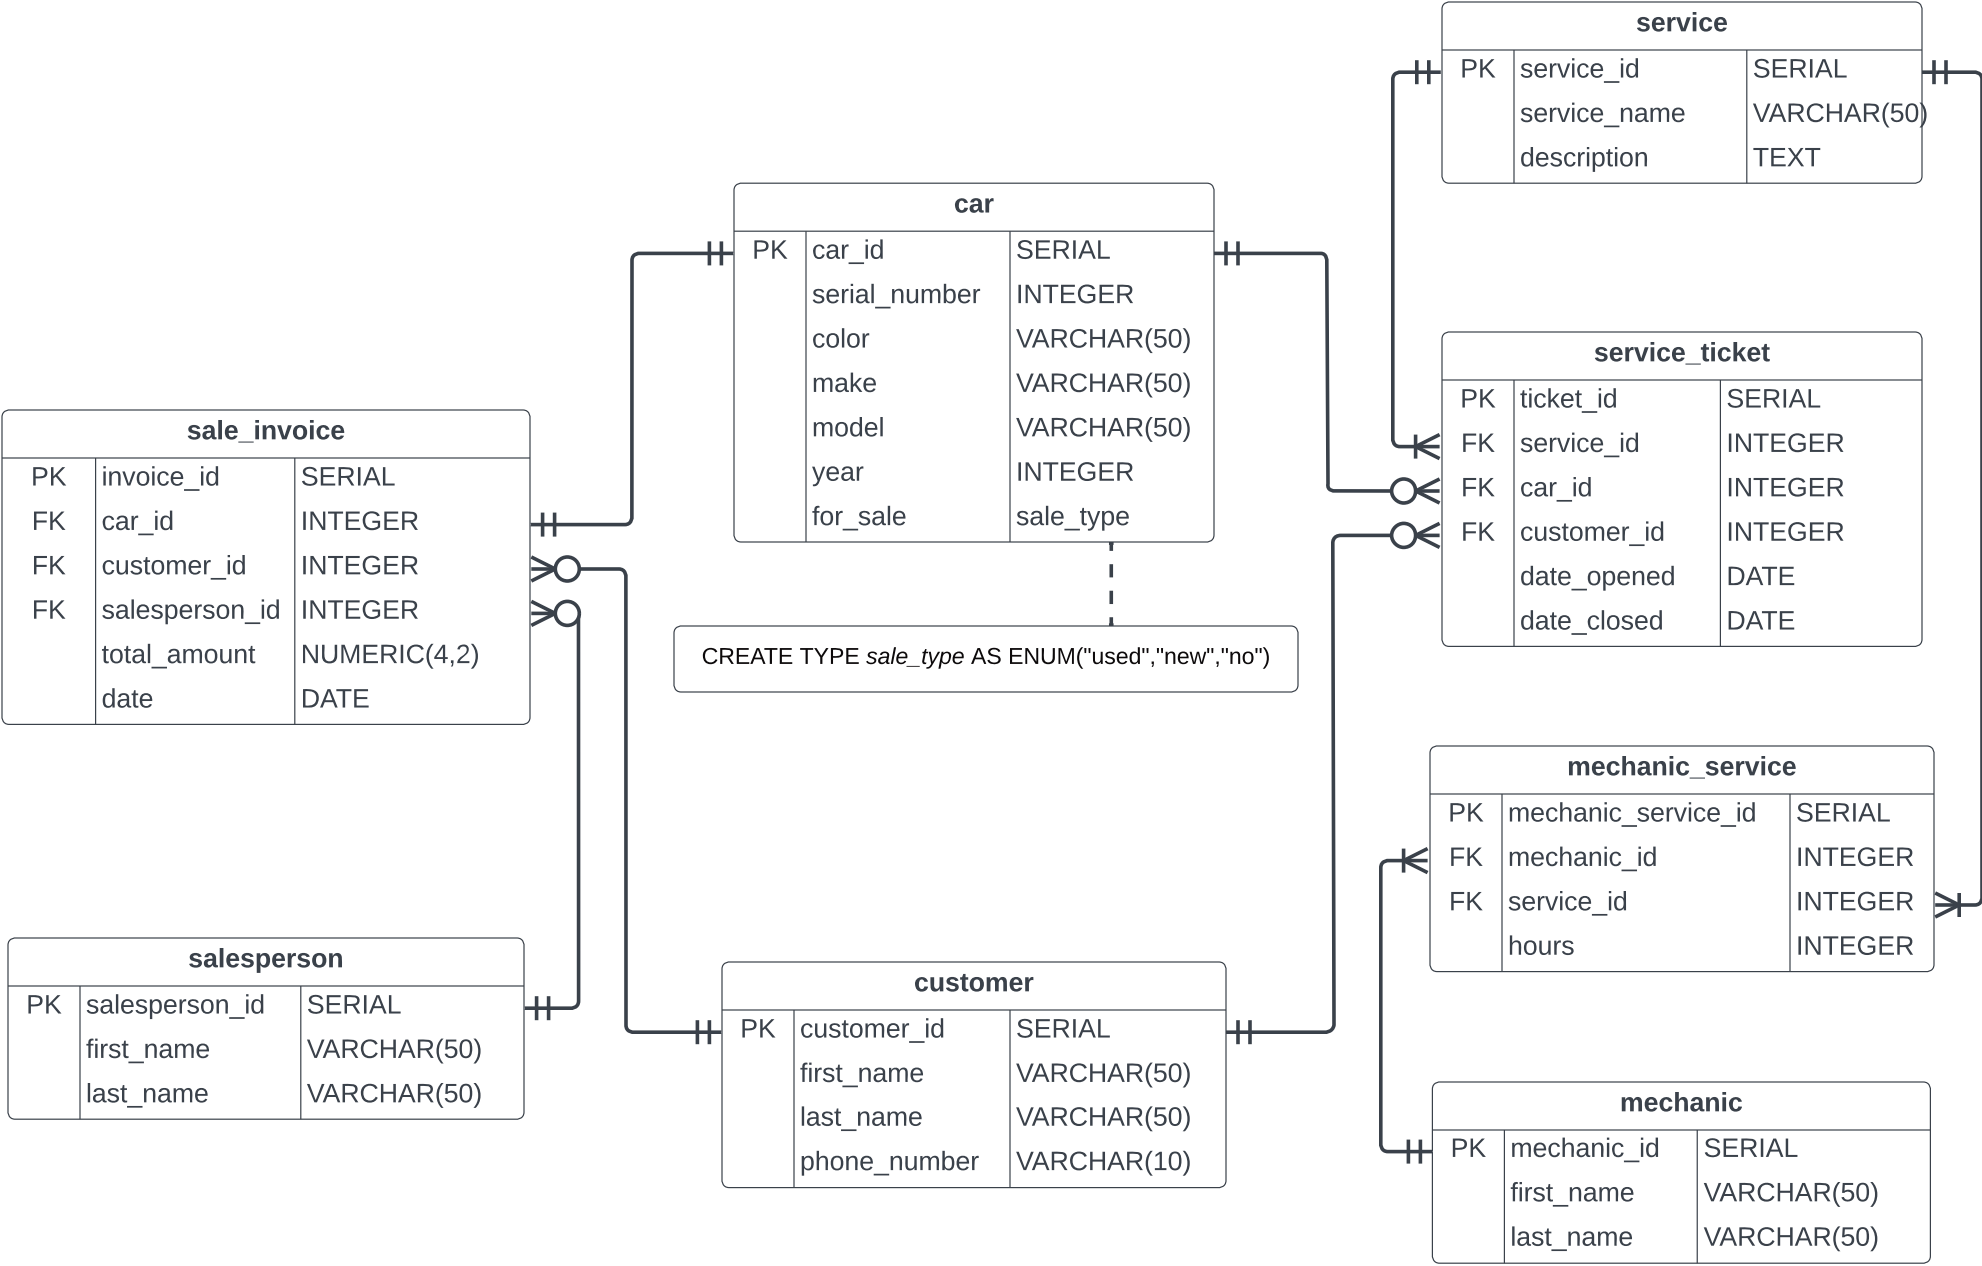 service
PK service_id SERIAL
service_name VARCHAR(50)
description TEXT
car
PK car_id SERIAL
serial_number INTEGER
color VARCHAR(50)
make VARCHAR(50)
model VARCHAR(50)
year INTEGER
for_sale sale_type
service_ticket
PK ticket_id SERIAL
FK service_id INTEGER
FK car_id INTEGER
FK customer_id INTEGER
date_opened DATE
date_closed DATE
sale_invoice
PK invoice_id SERIAL
FK car_id INTEGER
FK customer_id INTEGER
FK salesperson_id INTEGER
total_amount NUMERIC(4,2)
date DATE
CREATE TYPE sale_type AS ENUM("used","new","no")
mechanic_service
PK mechanic_service_id SERIAL
FK mechanic_id INTEGER
FK service_id INTEGER
hours INTEGER
salesperson
PK salesperson_id SERIAL
first_name VARCHAR(50)
last_name VARCHAR(50)
customer
PK customer_id SERIAL
first_name VARCHAR(50)
last_name VARCHAR(50)
phone_number VARCHAR(10)
mechanic
PK mechanic_id SERIAL
first_name VARCHAR(50)
last_name VARCHAR(50)